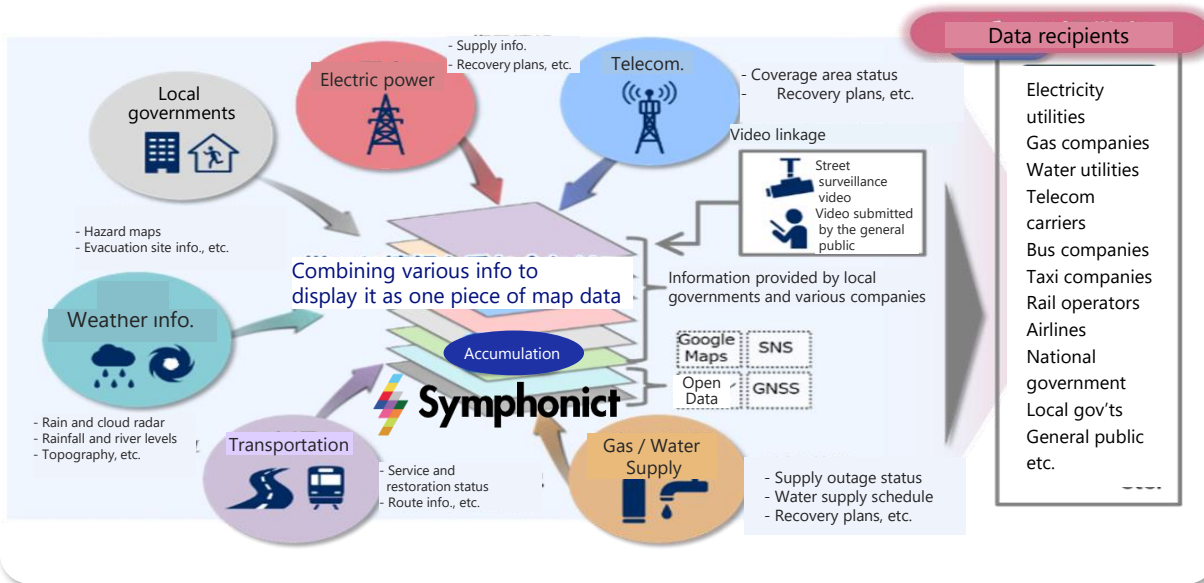 Data recipients
- Supply info.
- Recovery plans, etc.
Electric power
Telecom.
Local
governments
- Coverage area status
- Recovery plans, etc.
Video linkage
Street
surveillance
video
Video submitted
by the general
public
- Hazard maps
- Evacuation site info., etc.
Combining various info to
display it as one piece of map data
Information provided by local
governments and various companies
Weather info.
Accumulation
Google
Maps
SNS
Open
Data
GNSS
Symphonict
- Rain and cloud radar
- Rainfall and river levels
- Topography, etc.
Transportation
- Service and
restoration status
- Route info., etc.
Gas / Water
Supply
- Supply outage status
- Water supply schedule
- Recovery plans, etc.
Electricity
utilities
Gas companies
Water utilities
Telecom
carriers
Bus companies
Taxi companies
Rail operators
Airlines
National
government
Local gov'ts
General public
etc.